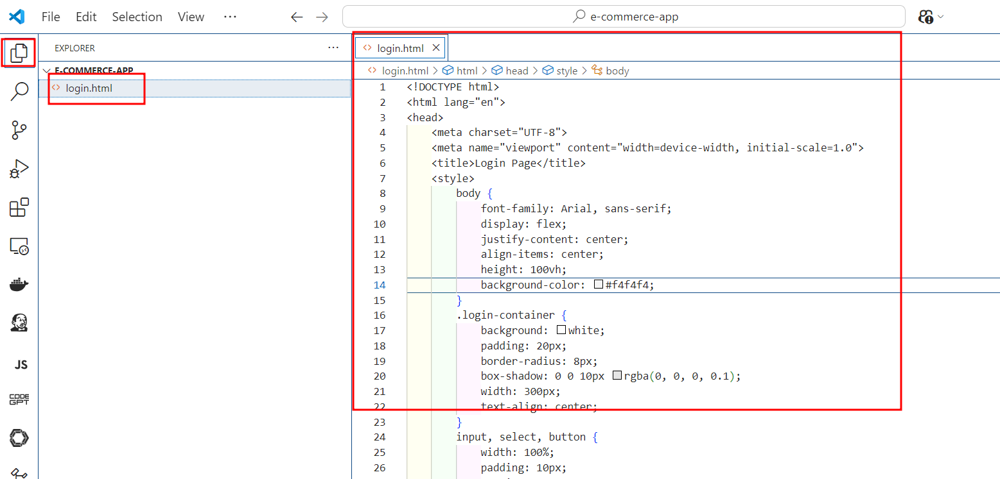 File Edit Selection View ···
e-commerce-app
EXPLORER ···
E-COMMERCE-APP
login.html
login.html
login.html > html > head > style > body
1 <!DOCTYPE html>
2 <html lang="en">
3 <head>
4 <meta charset="UTF-8">
5 <meta name="viewport" content="width=device-width, initial-scale=1.0">
6 <title>Login Page</title>
7 <style>
8 body {
9 font-family: Arial, sans-serif;
10 display: flex;
11 justify-content: center;
12 align-items: center;
13 height: 100vh;
14 background-color: #f4f4f4;
15 }
16 .login-container {
17 background: white;
18 padding: 20px;
19 border-radius: 8px;
20 box-shadow: 0 0 10px rgba(0, 0, 0, 0.1);
21 width: 300px;
22 text-align: center;
23 }
24 input, select, button {
25 width: 100%;
26 padding: 10px;
JS
CODE
GPT